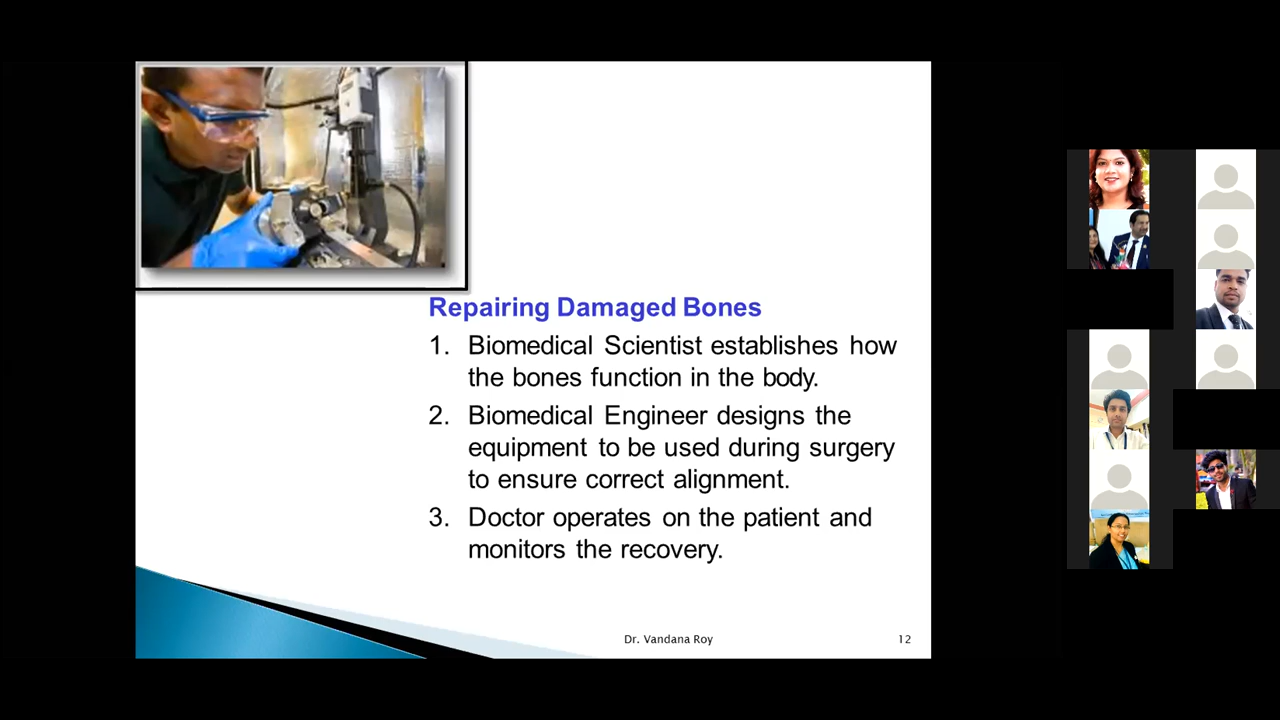 Repairing Damaged Bones
1. Biomedical Scientist establishes how
the bones function in the body.
2. Biomedical Engineer designs the
equipment to be used during surgery
to ensure correct alignment.
3. Doctor operates on the patient and
monitors the recovery.
Dr. Vandana Roy 12